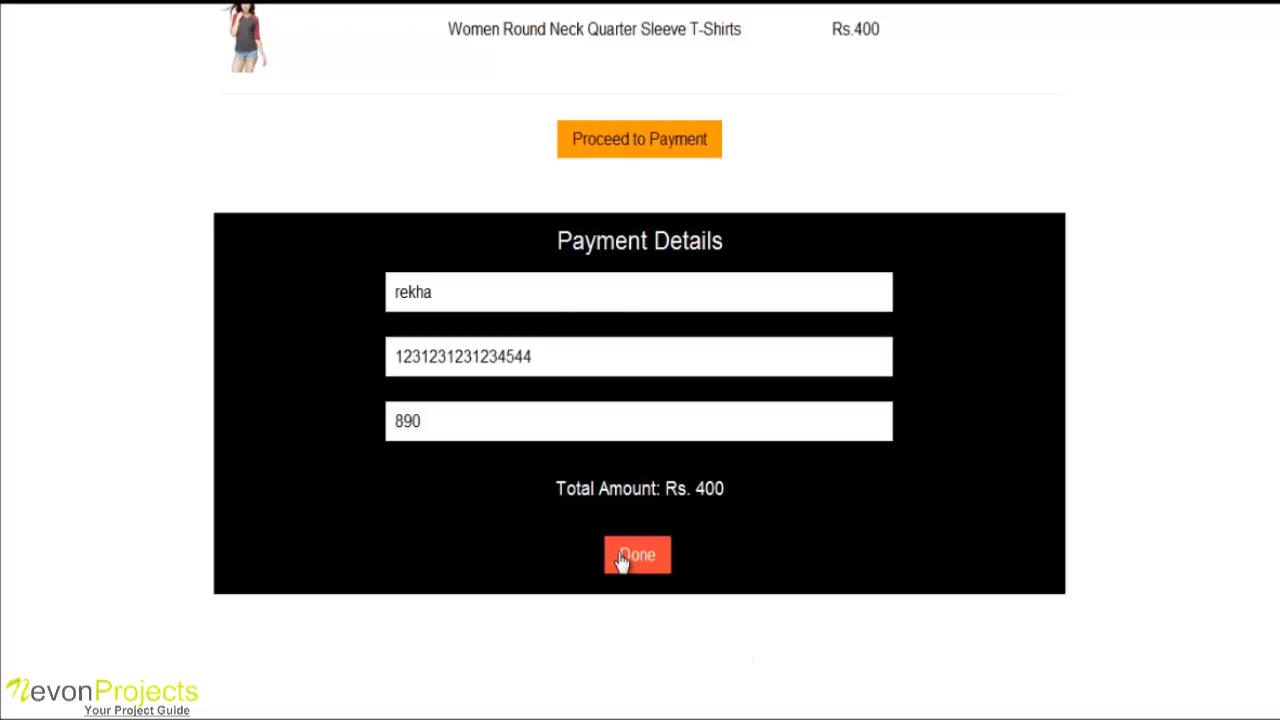 Women Round Neck Quarter Sleeve T-Shirts Rs.400
Proceed to Payment
Payment Details
rekha
1231231231234544
890
Total Amount: Rs. 400
Done
NevonProjects
Your Project Guide